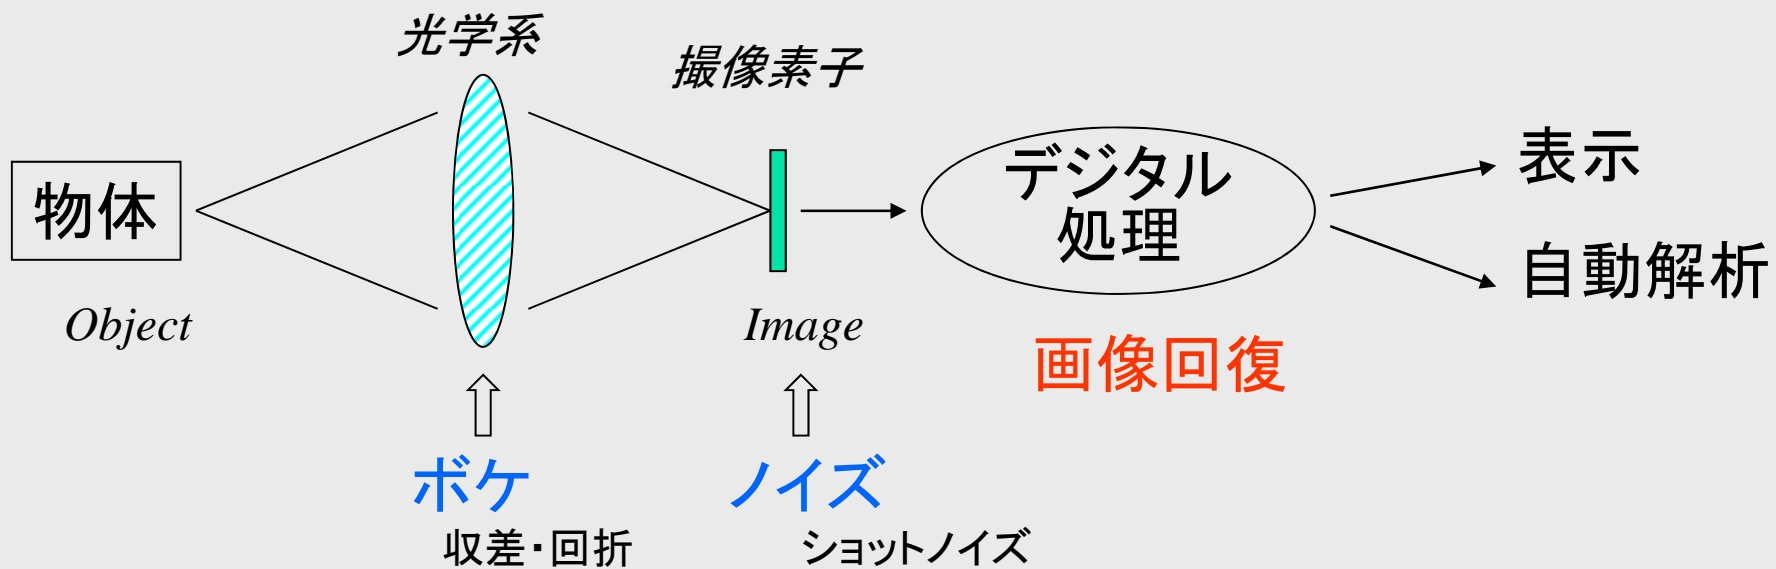 光学系
撮像素子
物体
デジタル
処理
表示
自動解析
Object
Image
画像回復
ボケ
ノイズ
収差・回折
ショットノイズ